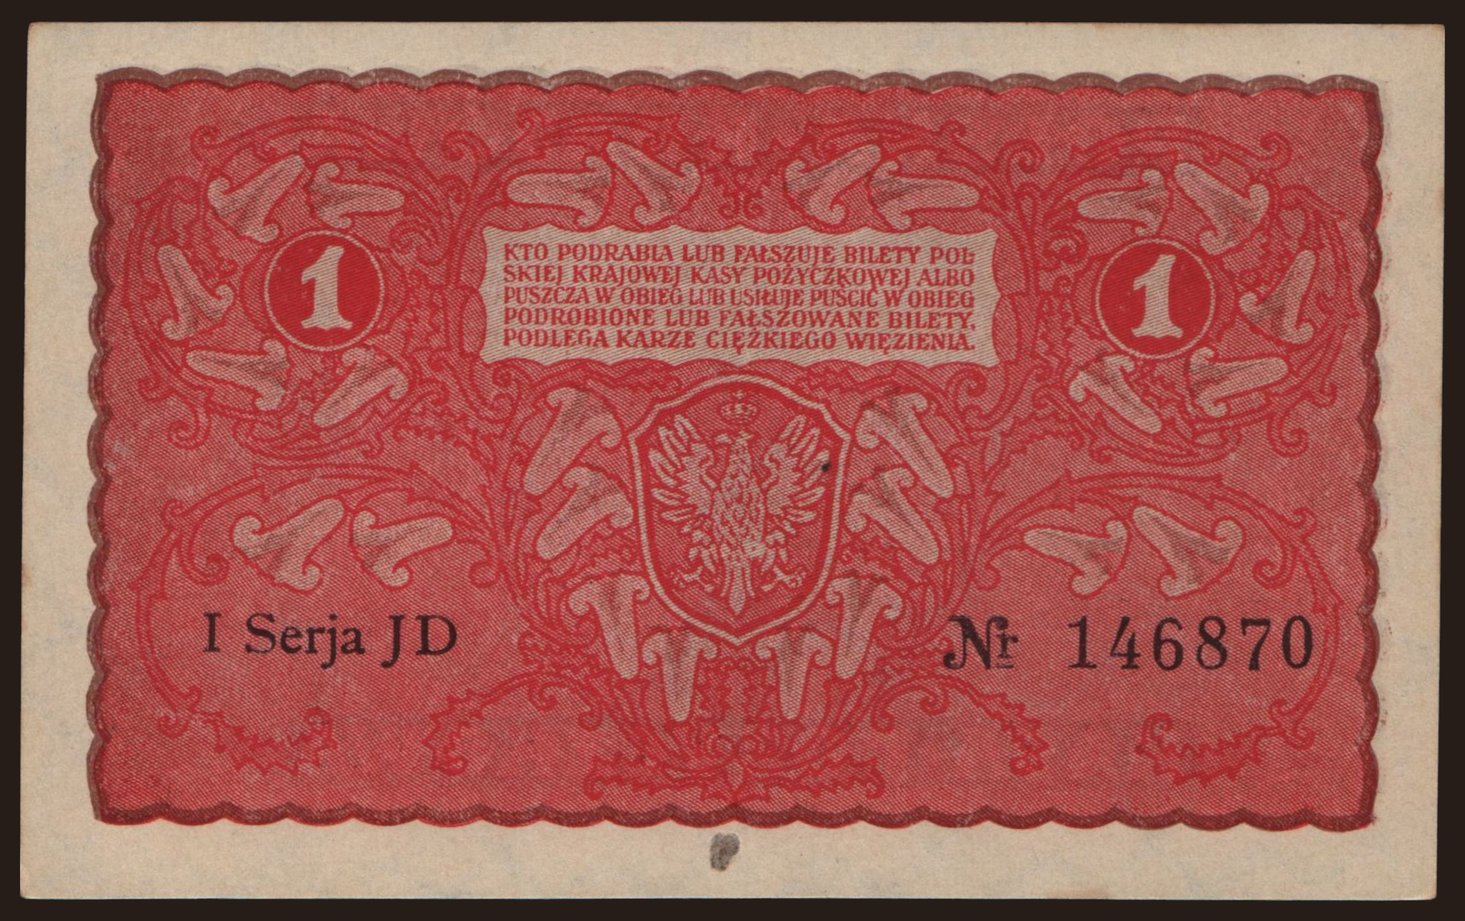 1
KTO PODRABIA LUB FAŁSZUJE BILETY POL-
SKIEJ KRAJOWEJ KASY POŻYCZKOWEJ ALBO
PUSZCZA W OBIEG LUB USIŁUJE PUŚCIĆ W OBIEG
PODROBIONE LUB FAŁSZOWANE BILETY,
PODLEGA KARZE CIĘŻKIEGO WIĘZIENIA.
1
I Serja JD
Nr 146870